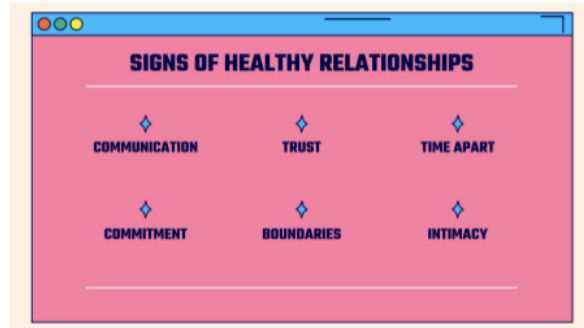 SIGNS OF HEALTHY RELATIONSHIPS
COMMUNICATION TRUST TIME APART
COMMITMENT BOUNDARIES INTIMACY